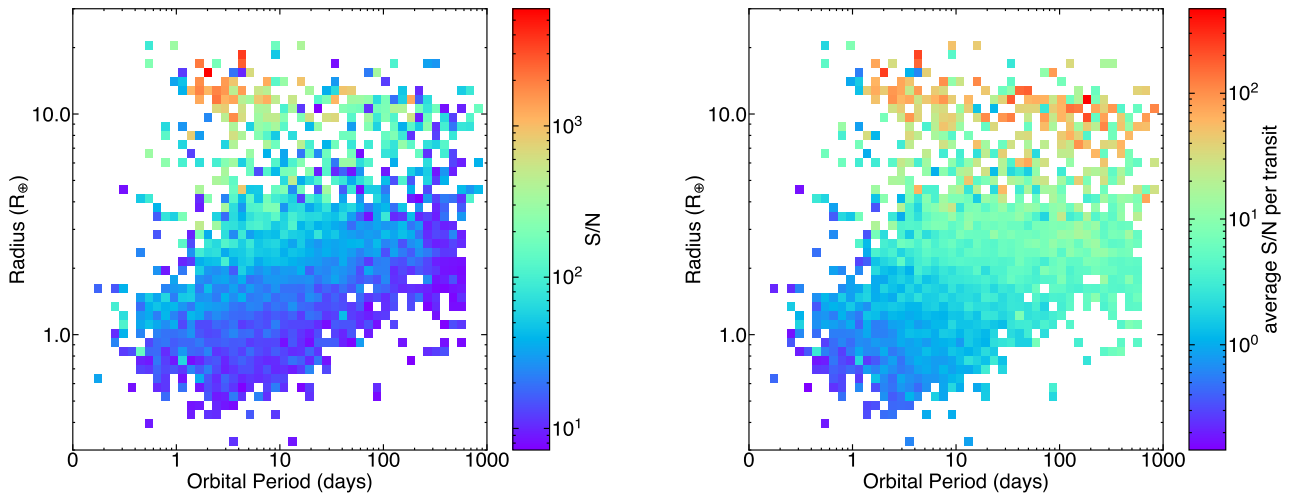 10.0
1.0
Radius (R⊕)
0 1 10 100 1000
Orbital Period (days)
10³
10²
10¹
S/N
10.0
1.0
Radius (R⊕)
0 1 10 100 1000
Orbital Period (days)
10²
10¹
10⁰
average S/N per transit